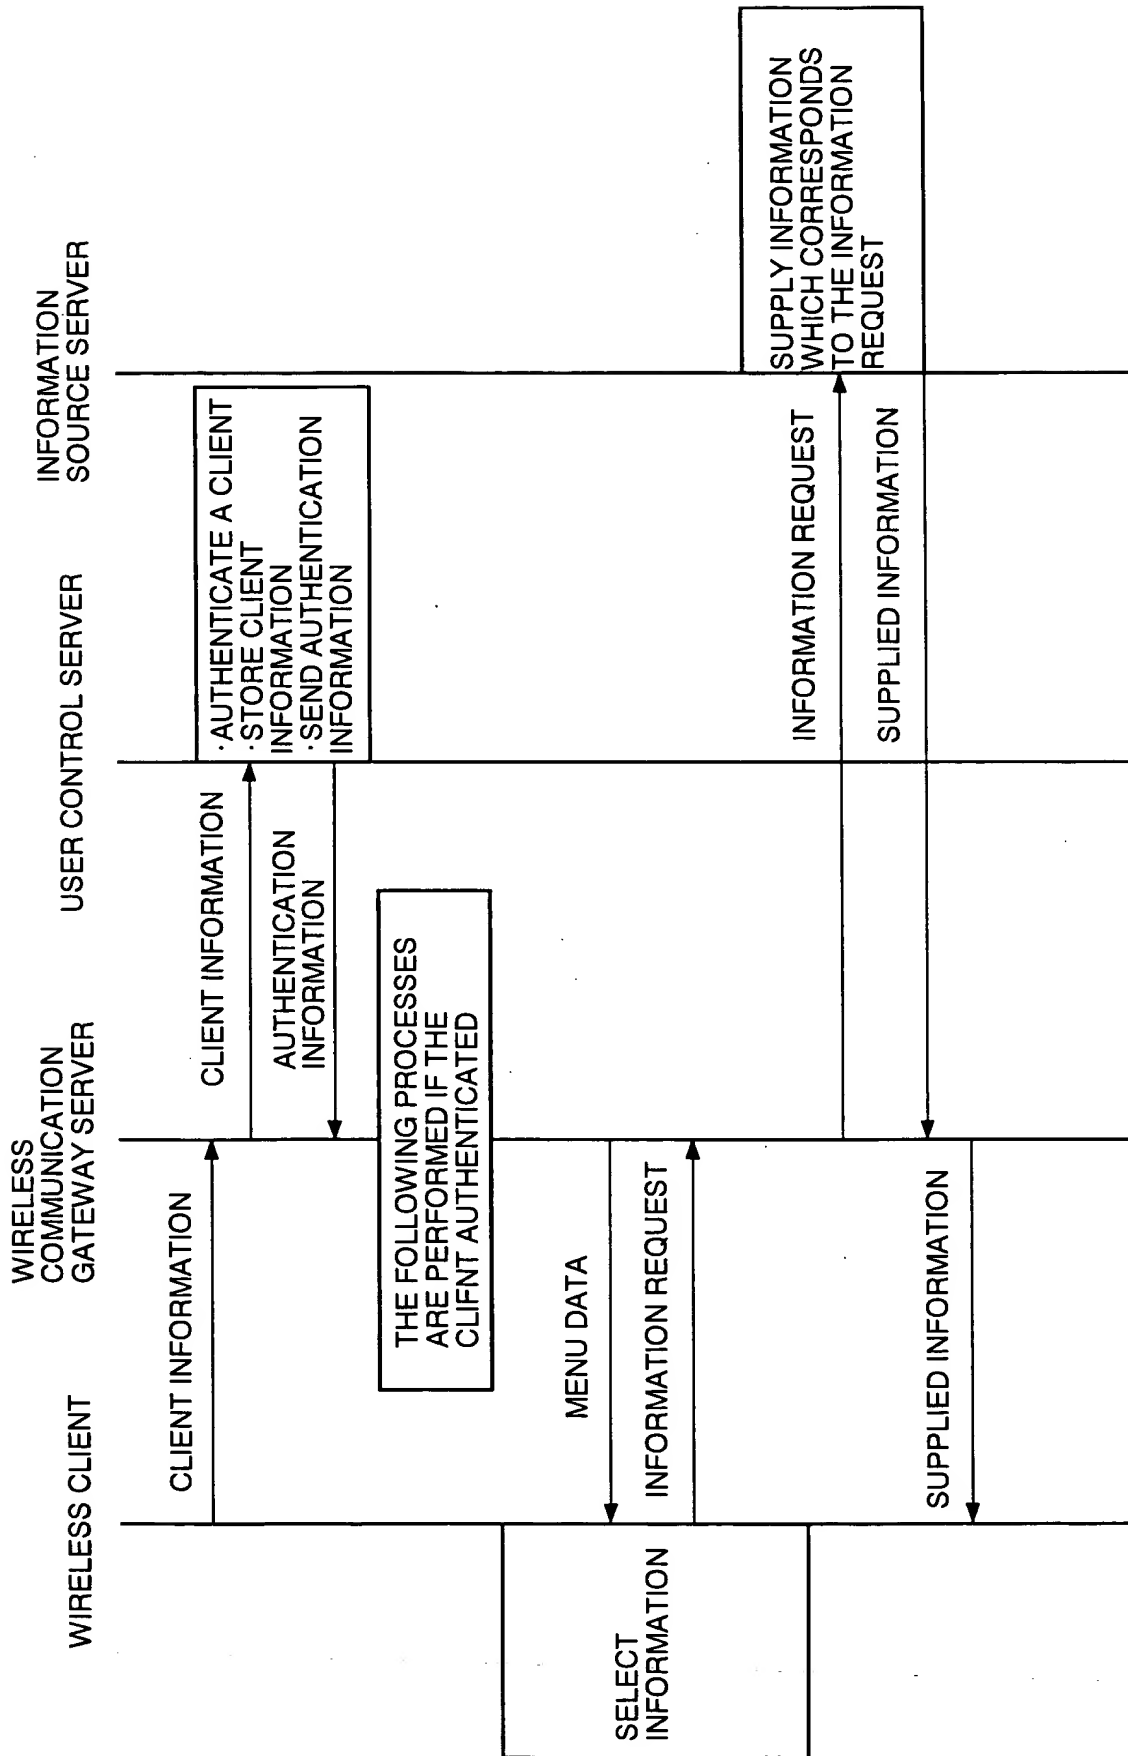 WIRELESS CLIENT
WIRELESS
COMMUNICATION
GATEWAY SERVER
USER CONTROL SERVER
INFORMATION
SOURCE SERVER
CLIENT INFORMATION
CLIENT INFORMATION
·AUTHENTICATE A CLIENT
·STORE CLIENT
INFORMATION
·SEND AUTHENTICATION
INFORMATION
AUTHENTICATION
INFORMATION
THE FOLLOWING PROCESSES
ARE PERFORMED IF THE
CLIFNT AUTHENTICATED
MENU DATA
SELECT
INFORMATION
INFORMATION REQUEST
INFORMATION REQUEST
SUPPLY INFORMATION
WHICH CORRESPONDS
TO THE INFORMATION
REQUEST
SUPPLIED INFORMATION
SUPPLIED INFORMATION